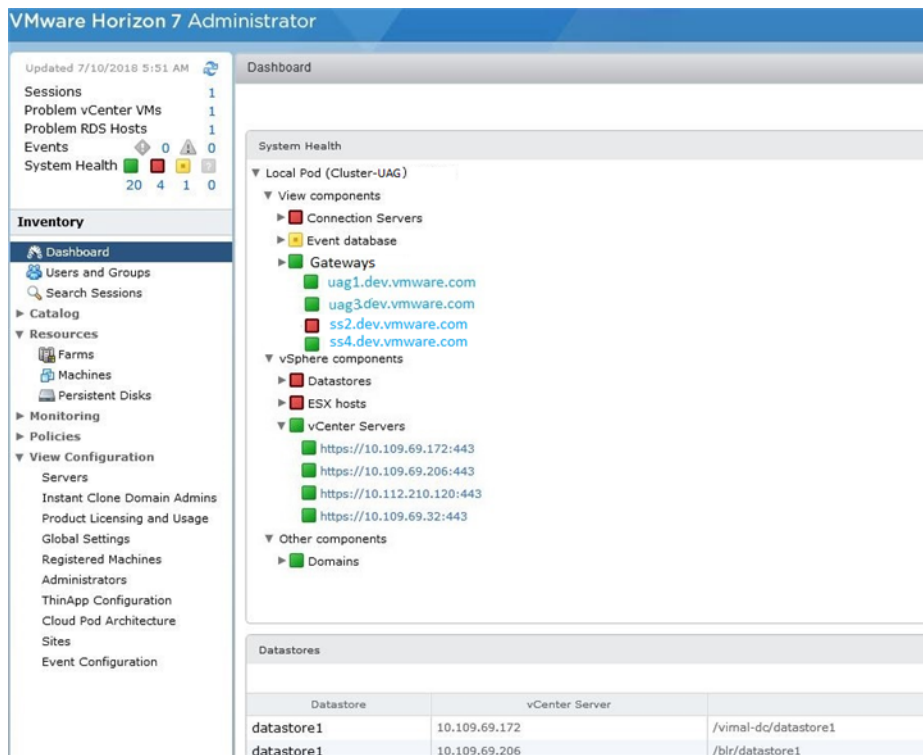 VMware Horizon 7 Administrator
Updated 7/10/2018 5:51 AM
Sessions 1
Problem vCenter VMs 1
Problem RDS Hosts 1
Events 0 0
System Health
20 4 1 0
Inventory
Dashboard
Users and Groups
Search Sessions
Catalog
Resources
Farms
Machines
Persistent Disks
Monitoring
Policies
View Configuration
Servers
Instant Clone Domain Admins
Product Licensing and Usage
Global Settings
Registered Machines
Administrators
ThinApp Configuration
Cloud Pod Architecture
Sites
Event Configuration
Dashboard
System Health
Local Pod (Cluster-UAG)
View components
Connection Servers
Event database
Gateways
uag1.dev.vmware.com
uag3.dev.vmware.com
ss2.dev.vmware.com
ss4.dev.vmware.com
vSphere components
Datastores
ESX hosts
vCenter Servers
https://10.109.69.172:443
https://10.109.69.206:443
https://10.112.210.120:443
https://10.109.69.32:443
Other components
Domains
Datastores
Datastore vCenter Server
datastore1 10.109.69.172 /vimal-dc/datastore1
datastore1 10.109.69.206 /blr/datastore1